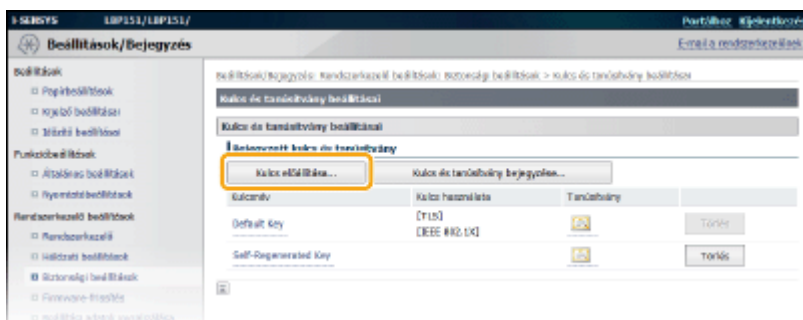 i-SENSYS LBP151/LBP151/ Portálhoz Kijelentkezés
Beállítások/Bejegyzés E-mail a rendszerkezelőnek
Beállítások
Beállítások/Bejegyzés: Rendszerkezelő beállítások: Biztonsági beállítások > Kulcs és tanúsítvány beállításai
Papírbeállítások
Kijelző beállításai
Időzítő beállításai
Kulcs és tanúsítvány beállításai
Kulcs és tanúsítvány beállításai
Bejegyzett kulcs és tanúsítvány
Funkcióbeállítások
Általános beállítások
Nyomtatóbeállítások
Kulcs előállítása... Kulcs és tanúsítvány bejegyzése...
Kulcsnév Kulcs használata Tanúsítvány
Default Key [TLS] Törlés
[IEEE 802.1X]
Self-Regenerated Key Törlés
Rendszerkezelő beállítások
Rendszerkezelő
Hálózati beállítások
Biztonsági beállítások
Firmware-frissítés